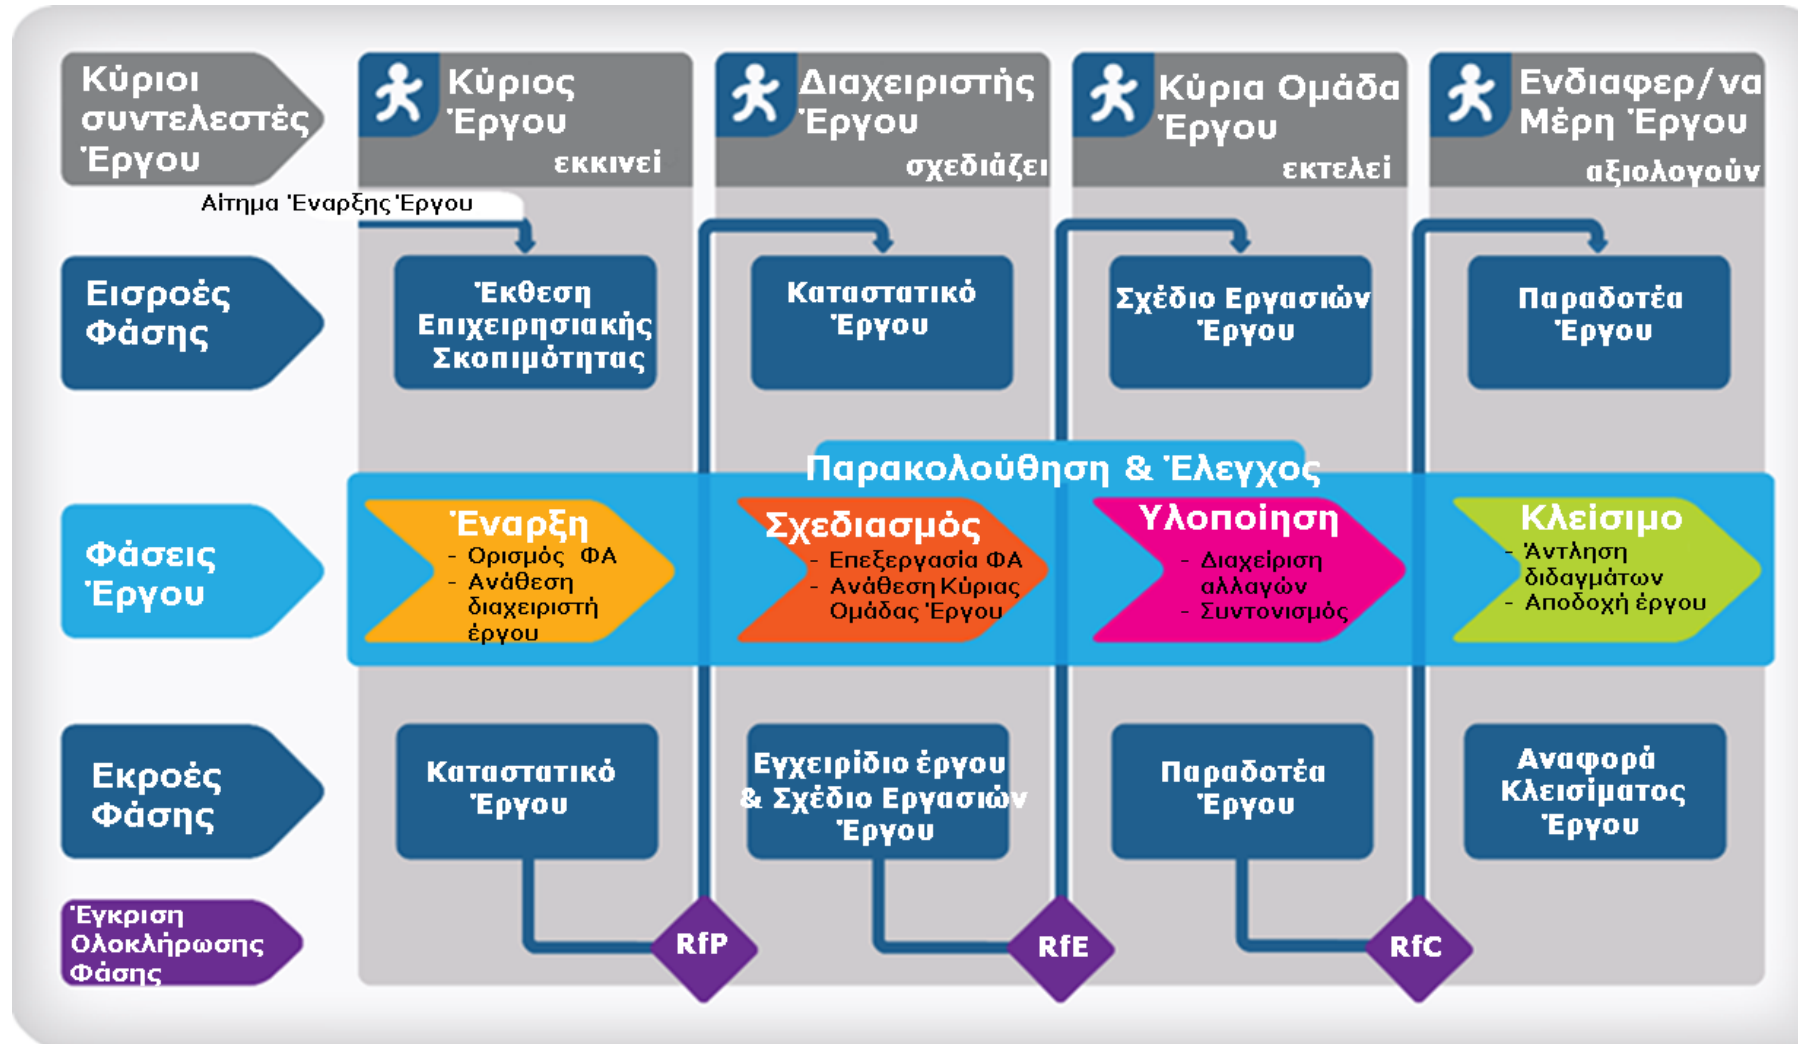 Κύριοι
συντελεστές
Έργου
Κύριος
Έργου
εκκινεί
Διαχειριστής
Έργου
σχεδιάζει
Κύρια Ομάδα
Έργου
εκτελεί
Ενδιαφερ/να
Μέρη Έργου
αξιολογούν
Αίτημα Έναρξης Έργου
Εισροές
Φάσης
Έκθεση
Επιχειρησιακής
Σκοπιμότητας
Καταστατικό
Έργου
Σχέδιο Εργασιών
Έργου
Παραδοτέα
Έργου
Παρακολούθηση & Έλεγχος
Φάσεις
Έργου
Έναρξη
- Ορισμός ΦΑ
- Ανάθεση
διαχειριστή
έργου
Σχεδιασμός
- Επεξεργασία ΦΑ
- Ανάθεση Κύριας
Ομάδας Έργου
Υλοποίηση
- Διαχείριση
αλλαγών
- Συντονισμός
Κλείσιμο
- Άντληση
διδαγμάτων
- Αποδοχή έργου
Εκροές
Φάσης
Καταστατικό
Έργου
Εγχειρίδιο έργου
& Σχέδιο Εργασιών
Έργου
Παραδοτέα
Έργου
Αναφορά
Κλεισίματος
Έργου
Έγκριση
Ολοκλήρωσης
Φάσης
RfP
RfE
RfC